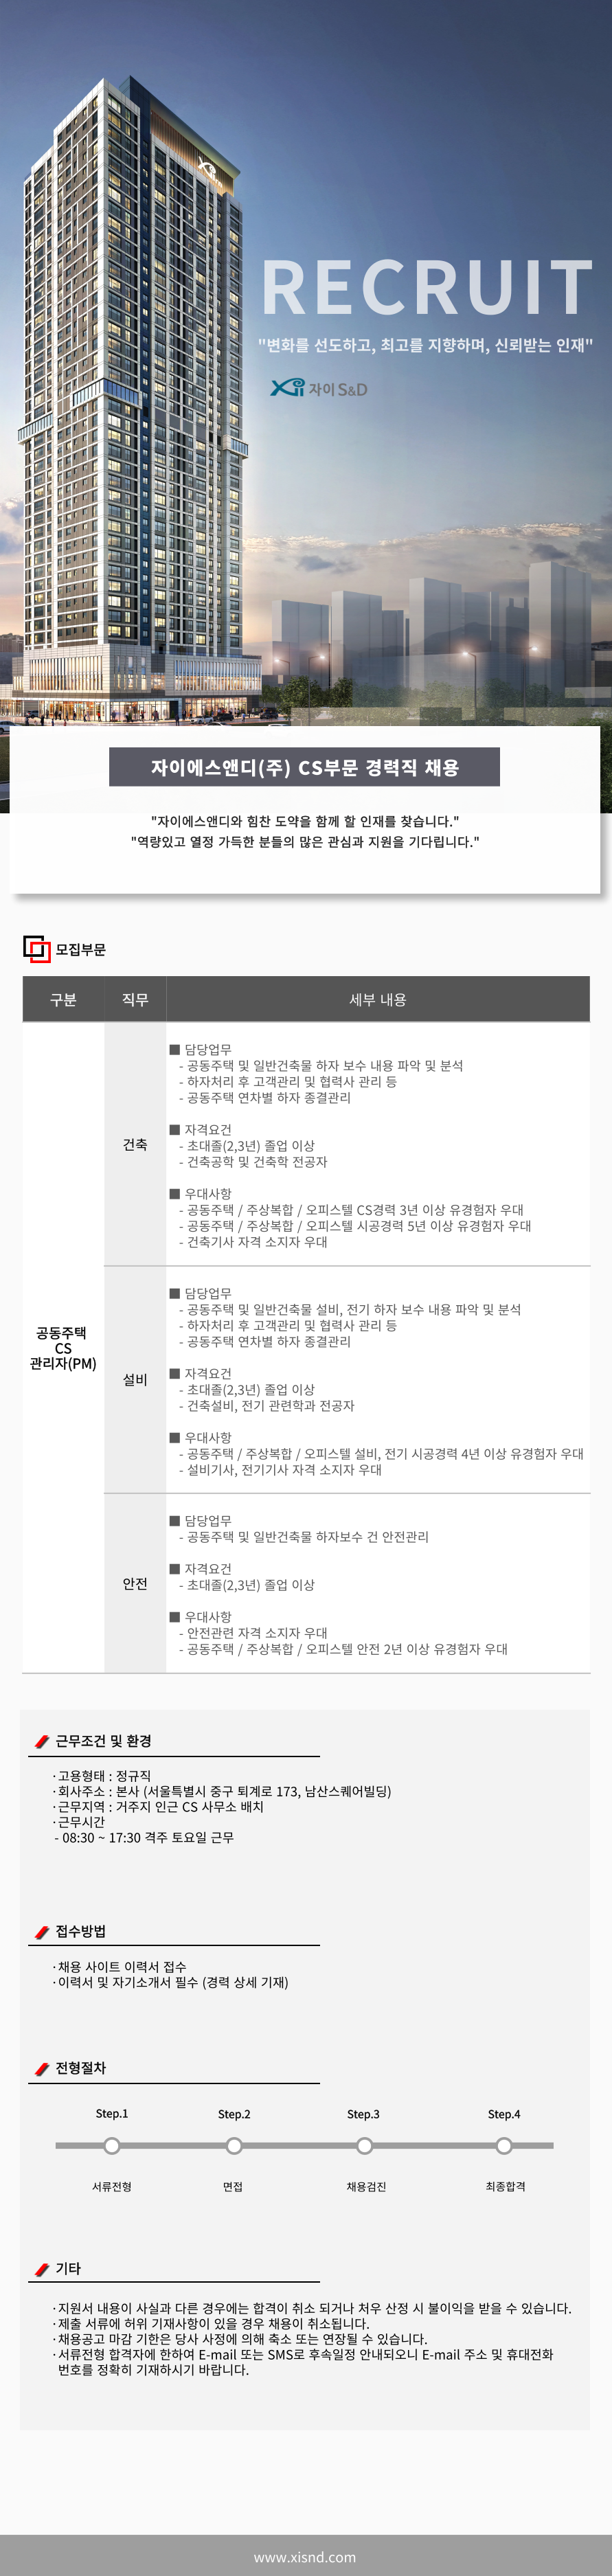 RECRUIT
"변화를 선도하고, 최고를 지향하며, 신뢰받는 인재"
Xi 자이 S&D
자이에스앤디(주) CS부문 경력직 채용
"자이에스앤디와 힘찬 도약을 함께 할 인재를 찾습니다."
"역량있고 열정 가득한 분들의 많은 관심과 지원을 기다립니다."
모집부문
구분 직무 세부 내용
공동주택
CS
관리자(PM)
건축
■ 담당업무
- 공동주택 및 일반건축물 하자 보수 내용 파악 및 분석
- 하자처리 후 고객관리 및 협력사 관리 등
- 공동주택 연차별 하자 종결관리
■ 자격요건
- 초대졸(2,3년) 졸업 이상
- 건축공학 및 건축학 전공자
■ 우대사항
- 공동주택 / 주상복합 / 오피스텔 CS경력 3년 이상 유경험자 우대
- 공동주택 / 주상복합 / 오피스텔 시공경력 5년 이상 유경험자 우대
- 건축기사 자격 소지자 우대
설비
■ 담당업무
- 공동주택 및 일반건축물 설비, 전기 하자 보수 내용 파악 및 분석
- 하자처리 후 고객관리 및 협력사 관리 등
- 공동주택 연차별 하자 종결관리
■ 자격요건
- 초대졸(2,3년) 졸업 이상
- 건축설비, 전기 관련학과 전공자
■ 우대사항
- 공동주택 / 주상복합 / 오피스텔 설비, 전기 시공경력 4년 이상 유경험자 우대
- 설비기사, 전기기사 자격 소지자 우대
안전
■ 담당업무
- 공동주택 및 일반건축물 하자보수 건 안전관리
■ 자격요건
- 초대졸(2,3년) 졸업 이상
■ 우대사항
- 안전관련 자격 소지자 우대
- 공동주택 / 주상복합 / 오피스텔 안전 2년 이상 유경험자 우대
근무조건 및 환경
·고용형태 : 정규직
·회사주소 : 본사 (서울특별시 중구 퇴계로 173, 남산스퀘어빌딩)
·근무지역 : 거주지 인근 CS 사무소 배치
·근무시간
- 08:30 ~ 17:30 격주 토요일 근무
접수방법
·채용 사이트 이력서 접수
·이력서 및 자기소개서 필수 (경력 상세 기재)
전형절차
Step.1 Step.2 Step.3 Step.4
서류전형 면접 채용검진 최종합격
기타
·지원서 내용이 사실과 다른 경우에는 합격이 취소 되거나 처우 산정 시 불이익을 받을 수 있습니다.
·제출 서류에 허위 기재사항이 있을 경우 채용이 취소됩니다.
·채용공고 마감 기한은 당사 사정에 의해 축소 또는 연장될 수 있습니다.
·서류전형 합격자에 한하여 E-mail 또는 SMS로 후속일정 안내되오니 E-mail 주소 및 휴대전화
번호를 정확히 기재하시기 바랍니다.
www.xisnd.com